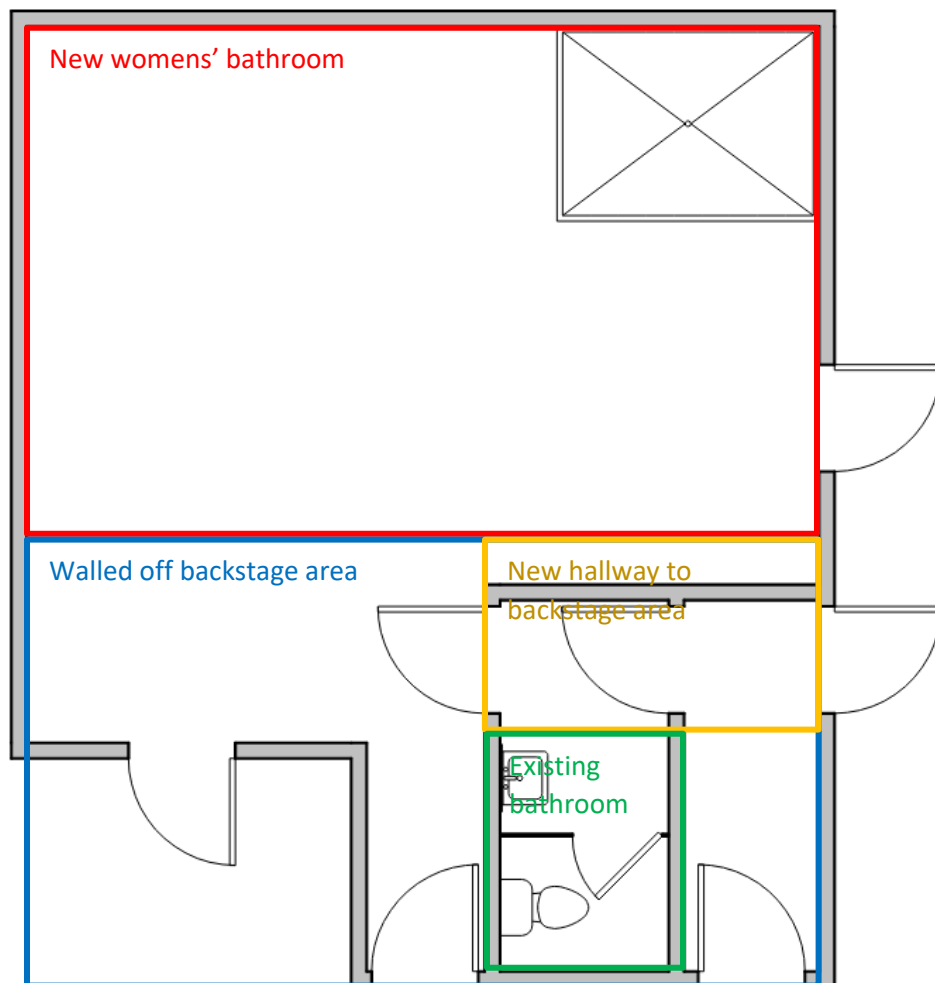 New womens’ bathroom
Walled off backstage area
New hallway to
backstage area
Existing
bathroom